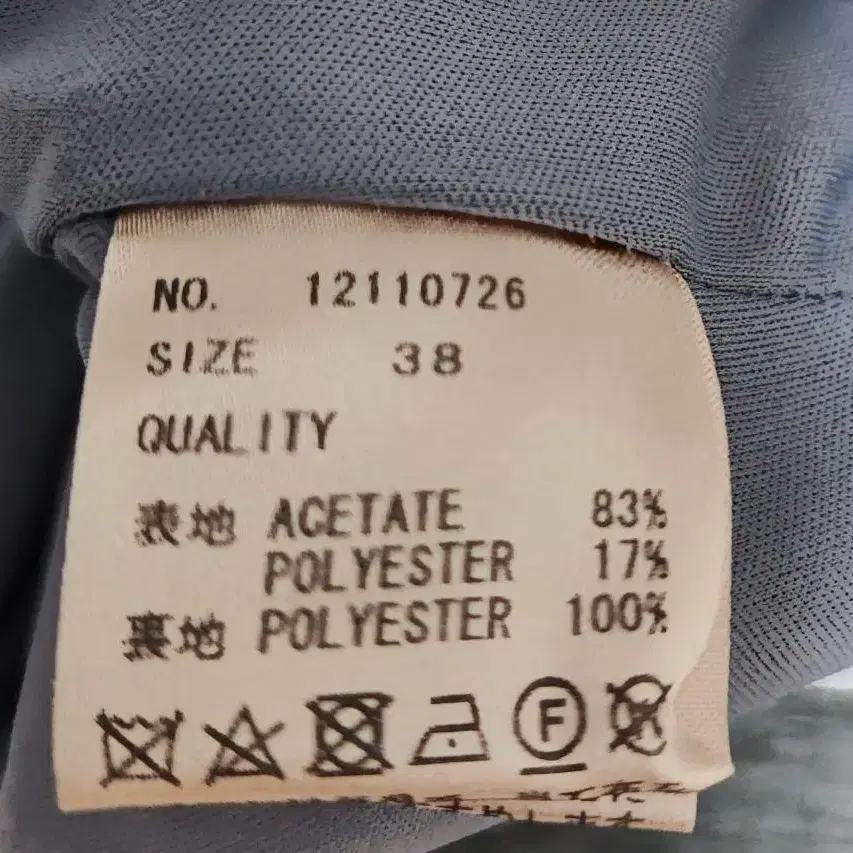 NO. 12110726
SIZE 38
QUALITY
表地 ACETATE 83%
POLYESTER 17%
裏地 POLYESTER 100%
F